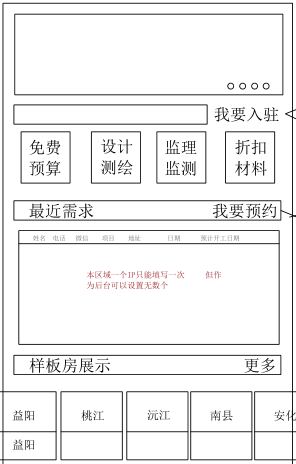 我要入驻
免费 设计 监理 折扣
预算 测绘 监测 材料
最近需求 我要预约
姓名 电话 微信 项目 地址 日期 预计开工日期
本区域一个IP只能填写一次 但作
为后台可以设置无数个
样板房展示 更多
益阳 桃江 沅江 南县 安化
益阳